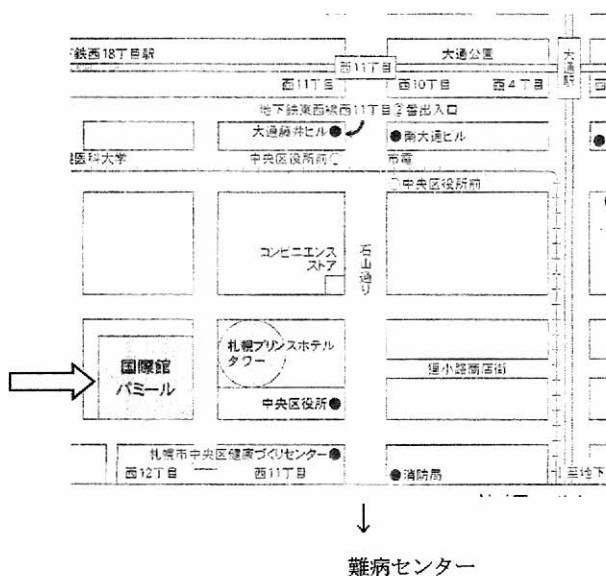 鉄西18丁目駅
大通公園
大通駅
西11丁目
西11丁目
西10丁目
西4丁目
西
地下鉄東西線西11丁目②番出入口
大通藤井ビル●
●南大通ビル
医科大学
中央区役所前
市電
中央区役所前
コンビニエンス
ストア
石山通り
国際館
パミール
札幌プリンスホテル
タワー
狸小路商店街
中央区役所●
札幌市中央区健康づくりセンター●
西12丁目
西11丁目
●消防局
至地下
↓
難病センター